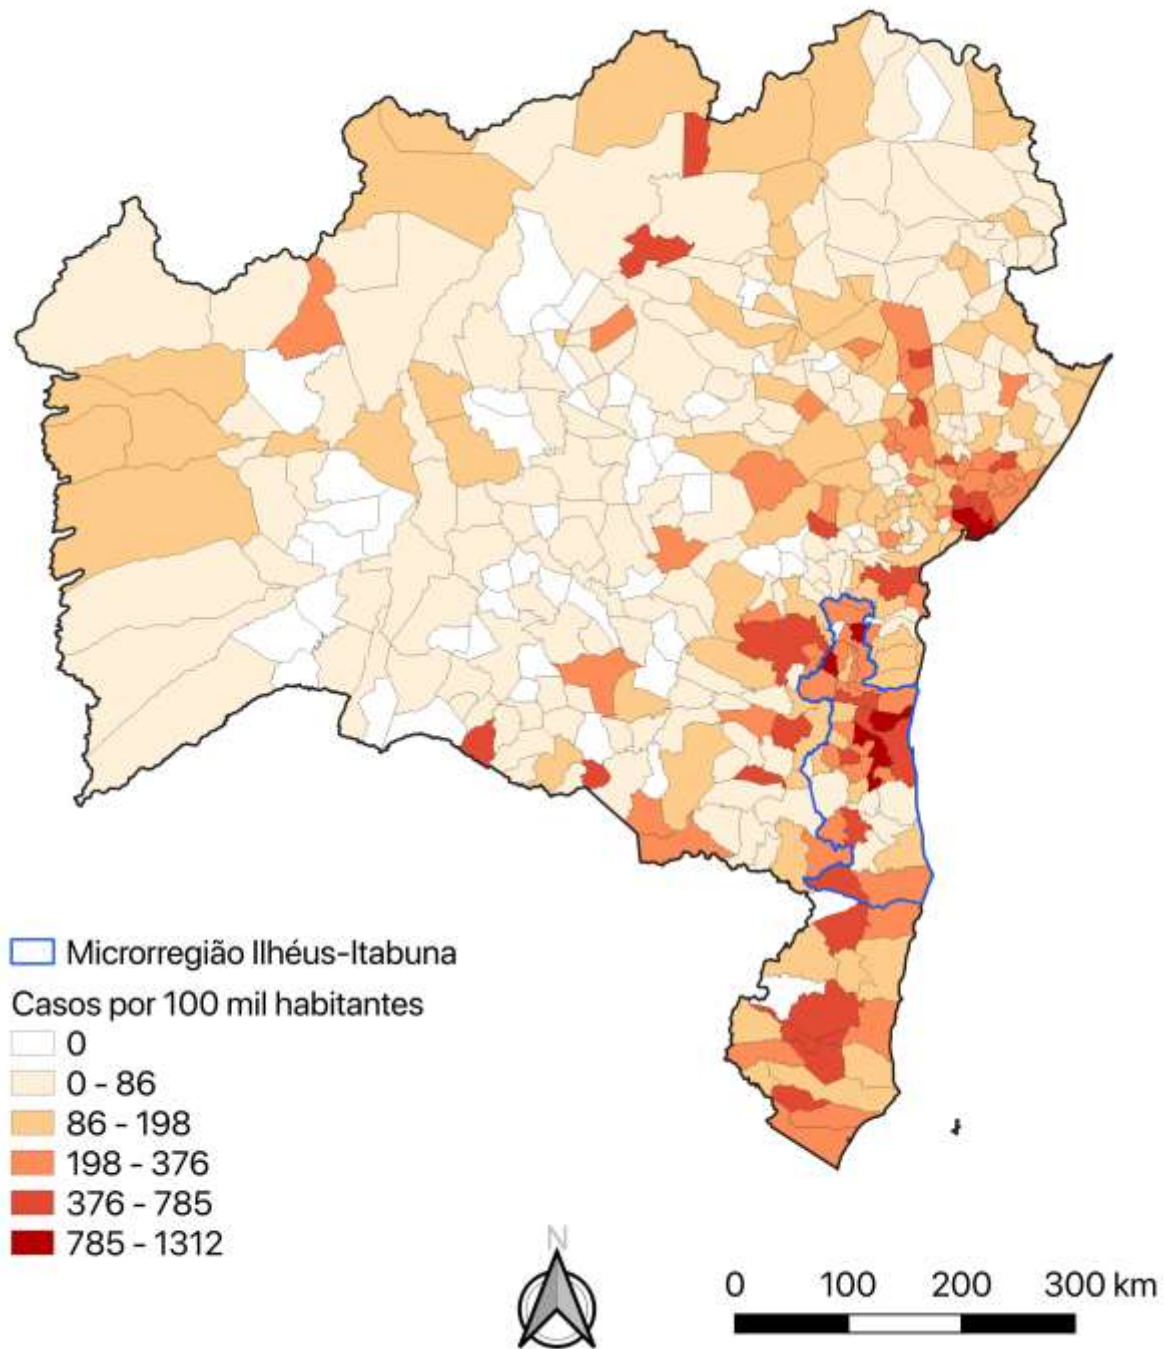 Microrregião Ilhéus-Itabuna
Casos por 100 mil habitantes
0
0 - 86
86 - 198
198 - 376
376 - 785
785 - 1312
N
0 100 200 300 km